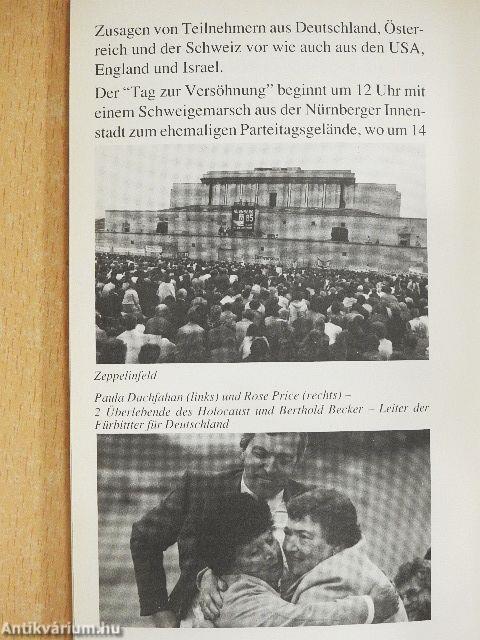 Zusagen von Teilnehmern aus Deutschland, Öster-
reich und der Schweiz vor wie auch aus den USA,
England und Israel.
Der “Tag zur Versöhnung” beginnt um 12 Uhr mit
einem Schweigemarsch aus der Nürnberger Innen-
stadt zum ehemaligen Parteitagsgelände, wo um 14
85
Zeppelinfeld
Paula Dachfahan (links) und Rose Price (rechts) –
2 Überlebende des Holocaust und Berthold Becker – Leiter der
Fürbittter für Deutschland
Antikvárium.hu